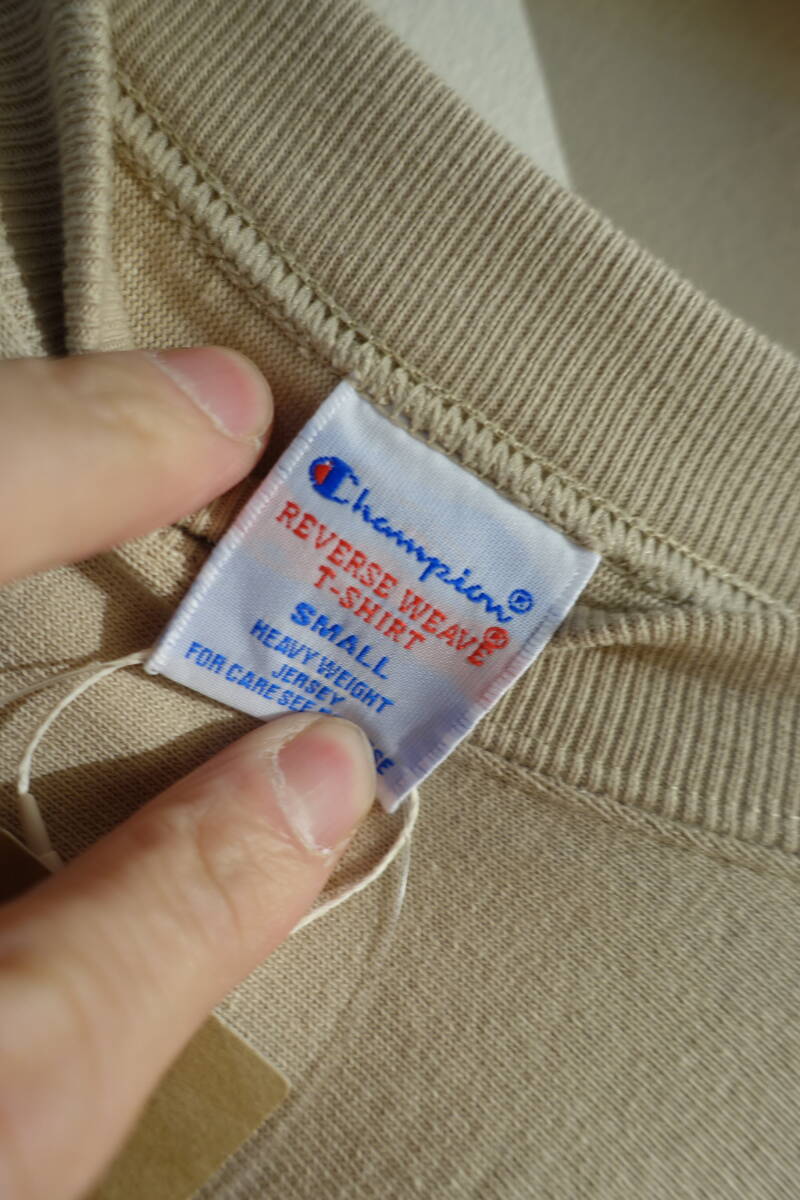 Champion®
REVERSE WEAVE®
T-SHIRT
SMALL
HEAVY WEIGHT
JERSEY
FOR CARE SEE